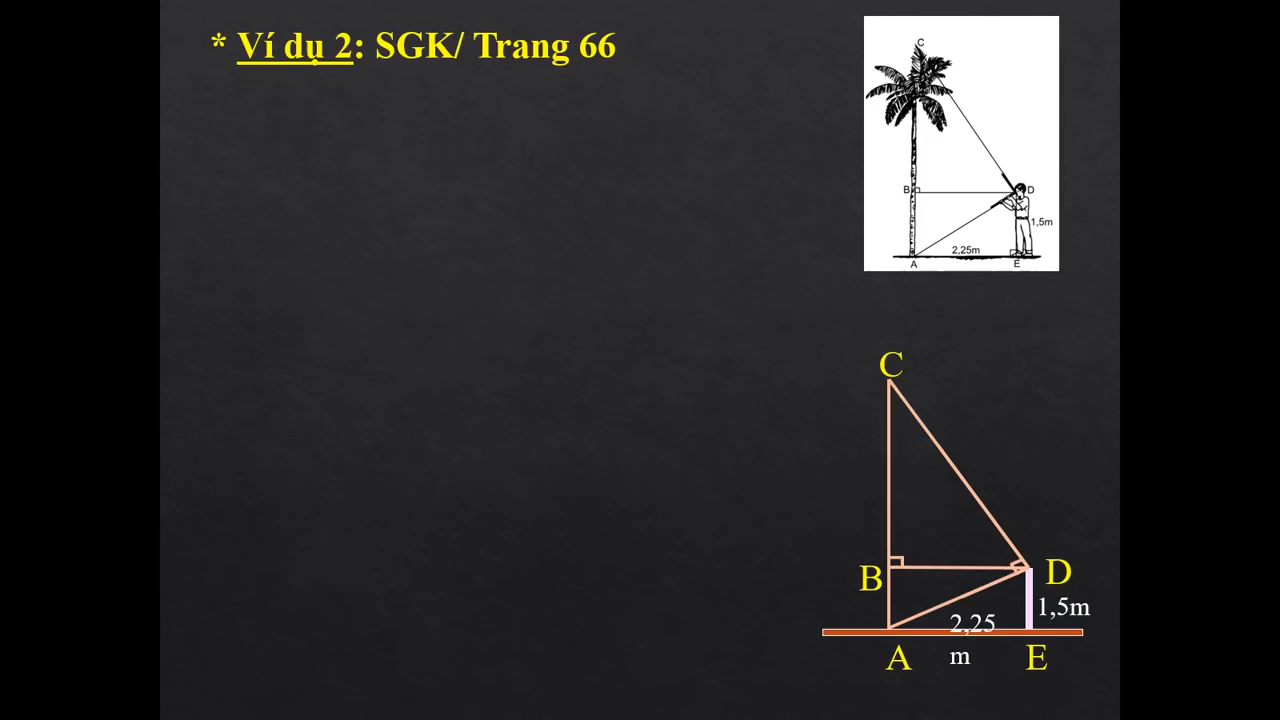 * Ví dụ 2: SGK/ Trang 66
C
B
D
1,5m
2,25m
A
E
C
B
D
1,5m
2,25
m
A
E